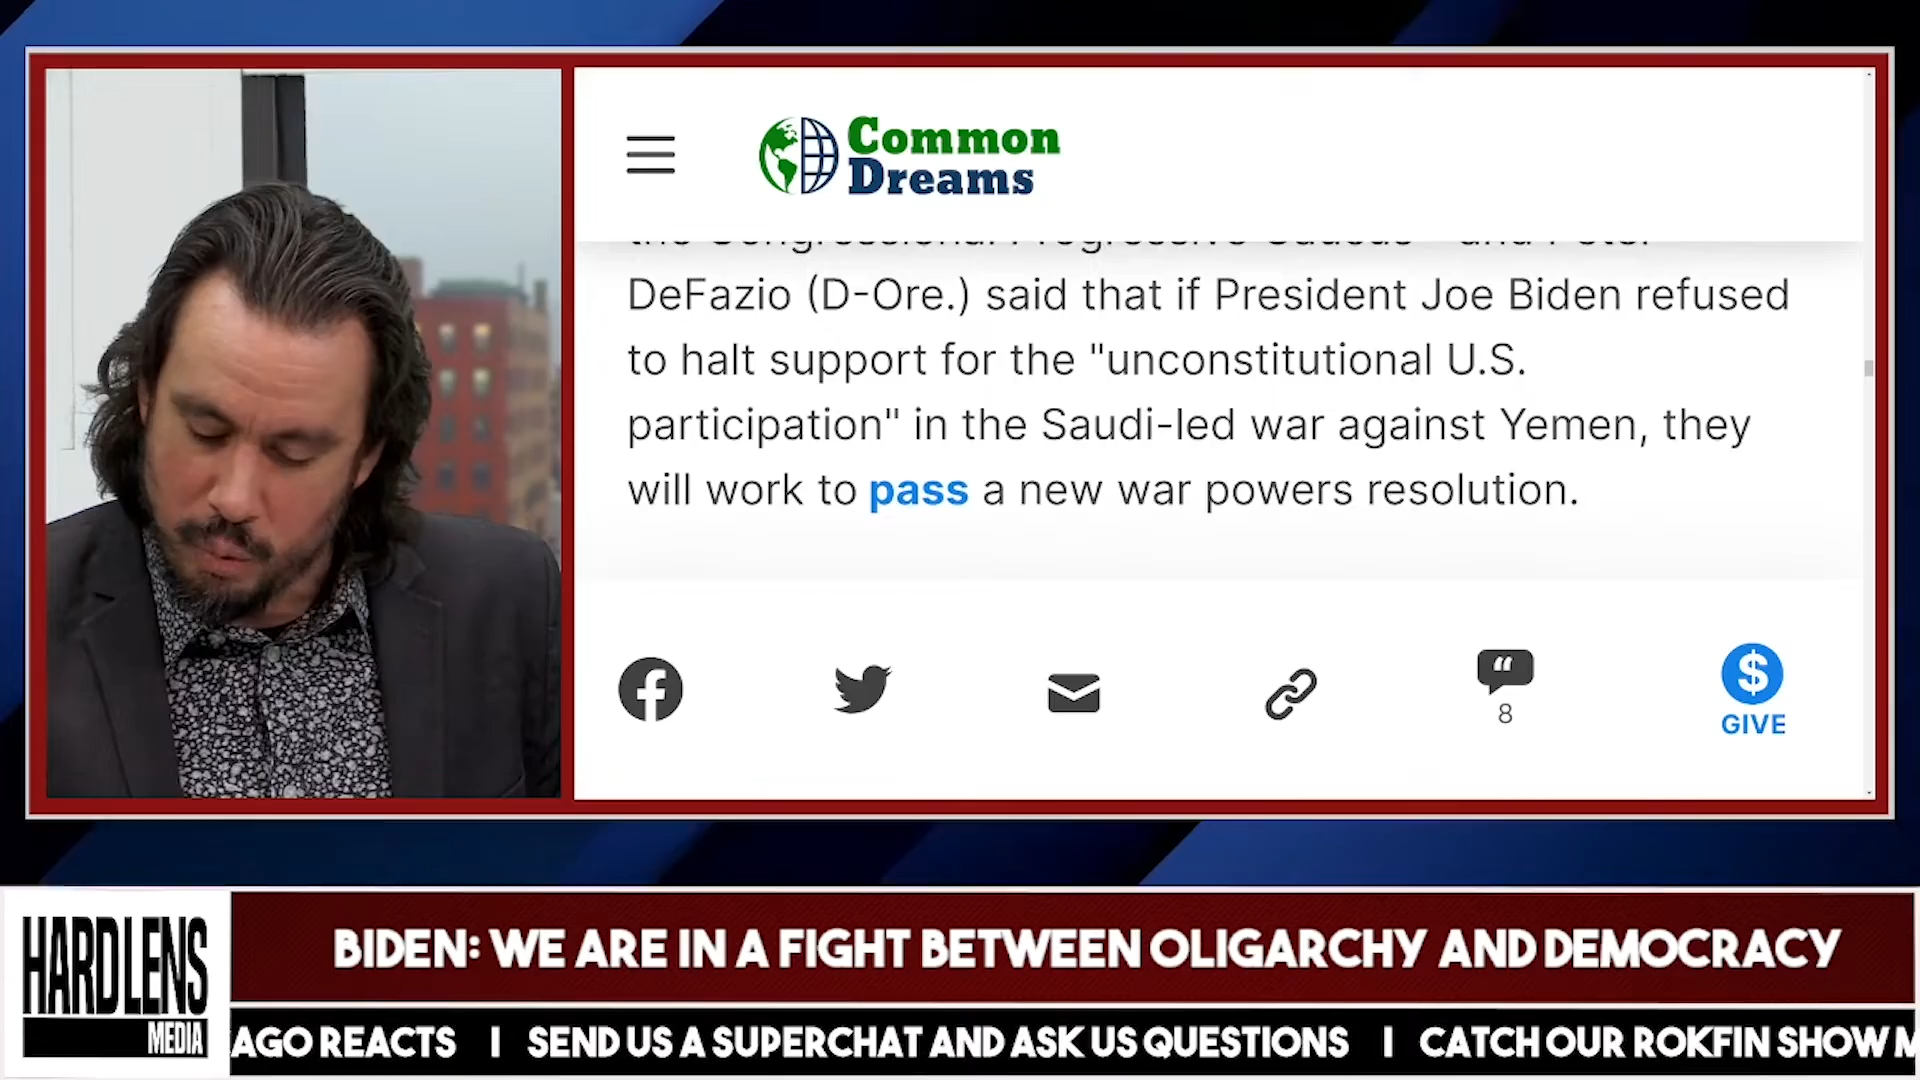 Common
Dreams
DeFazio (D-Ore.) said that if President Joe Biden refused
to halt support for the "unconstitutional U.S.
participation" in the Saudi-led war against Yemen, they
will work to pass a new war powers resolution.
8
GIVE
HARD LENS
MEDIA
BIDEN: WE ARE IN A FIGHT BETWEEN OLIGARCHY AND DEMOCRACY
AGO REACTS | SEND US A SUPERCHAT AND ASK US QUESTIONS | CATCH OUR ROKFIN SHOW M